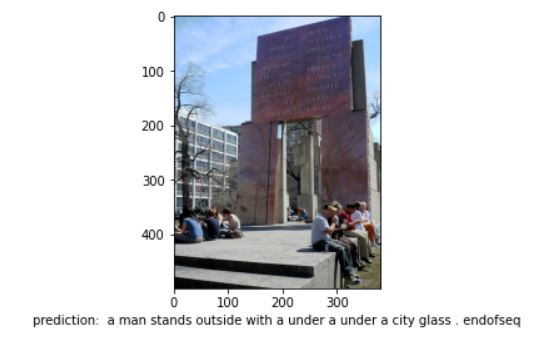 0
100
200
300
400
0 100 200 300
prediction: a man stands outside with a under a under a city glass . endofseq